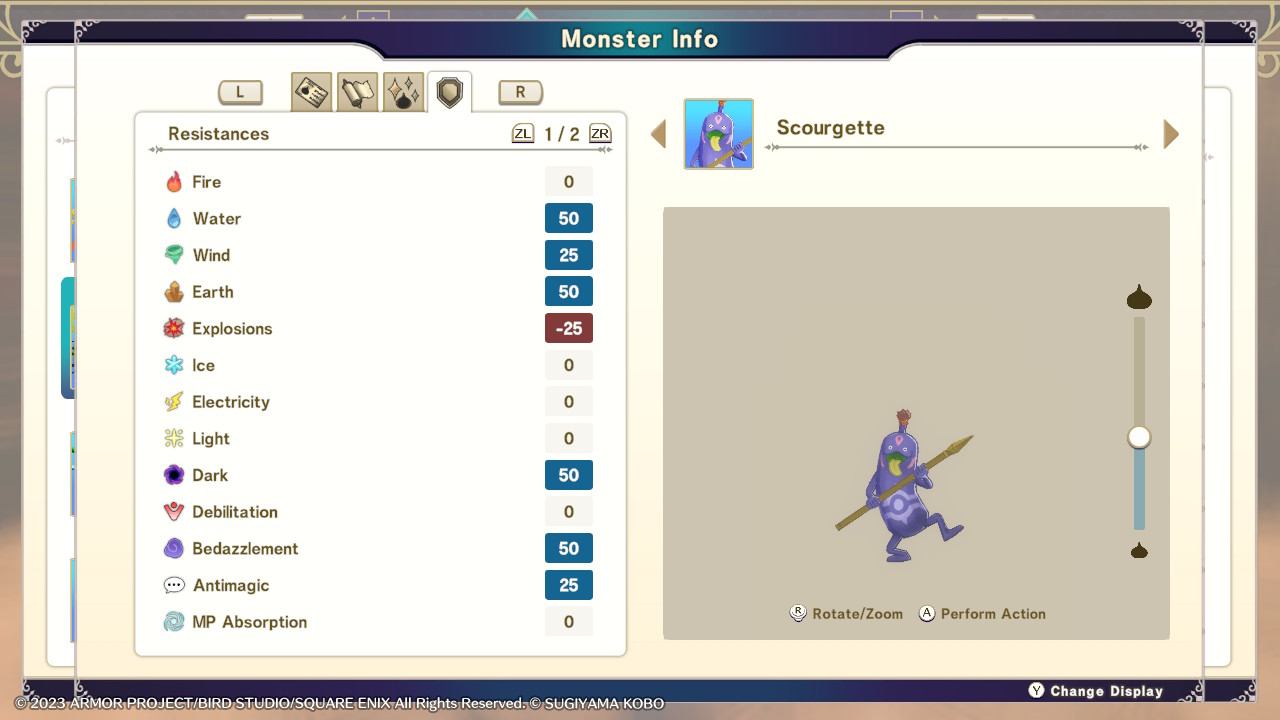 Monster Info
L
R
Resistances ZL 1 / 2 ZR
Fire 0
Water 50
Wind 25
Earth 50
Explosions -25
Ice 0
Electricity 0
Light 0
Dark 50
Debilitation 0
Bedazzlement 50
Antimagic 25
MP Absorption 0
Scourgette
R Rotate/Zoom A Perform Action
Y Change Display
© 2023 ARMOR PROJECT/BIRD STUDIO/SQUARE ENIX All Rights Reserved. © SUGIYAMA KOBO